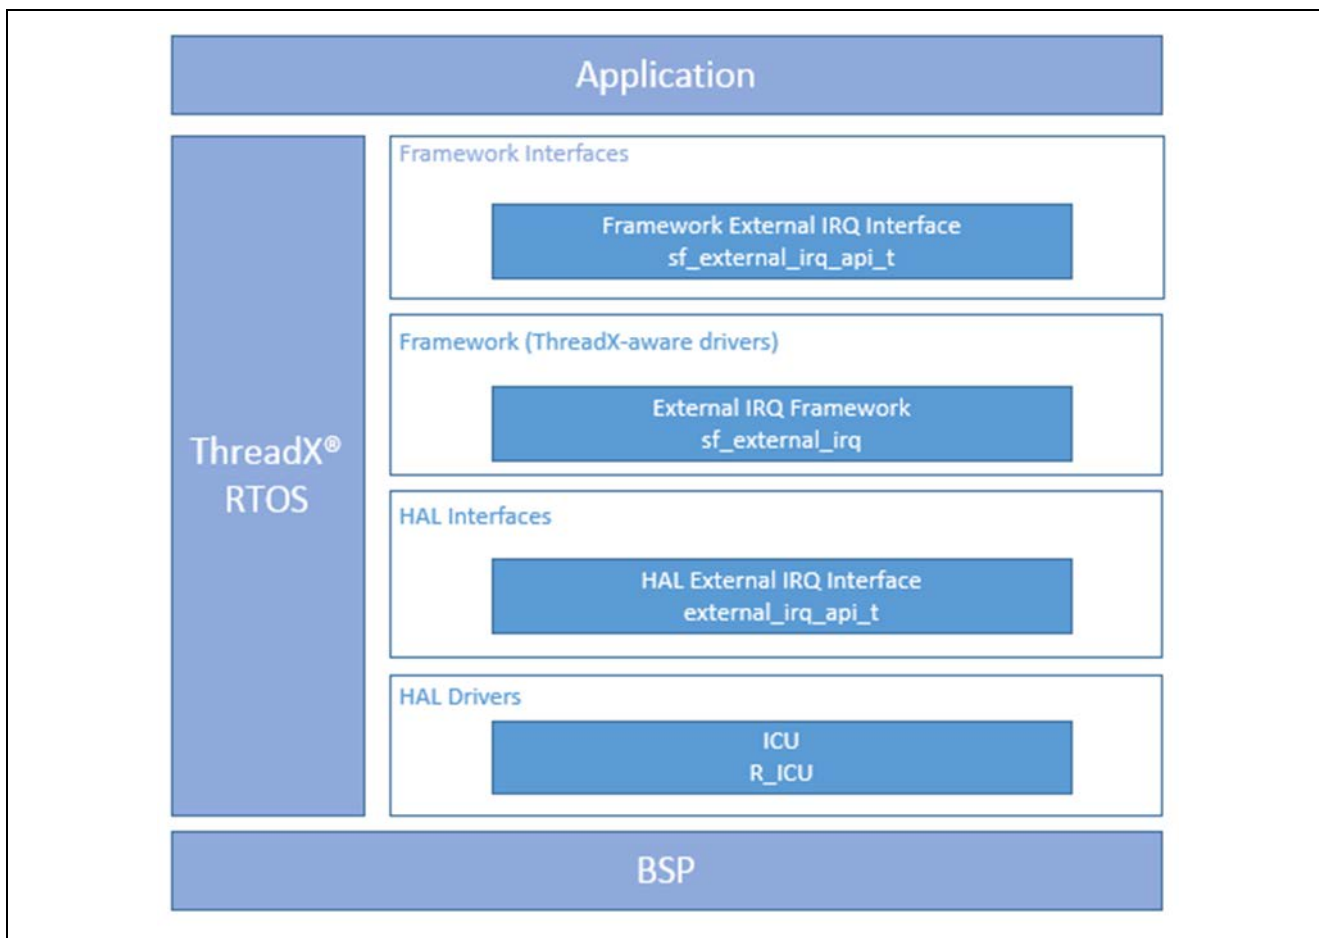 Application
ThreadX®
RTOS
Framework Interfaces
Framework External IRQ Interface
sf_external_irq_api_t
Framework (ThreadX-aware drivers)
External IRQ Framework
sf_external_irq
HAL Interfaces
HAL External IRQ Interface
external_irq_api_t
HAL Drivers
ICU
R_ICU
BSP